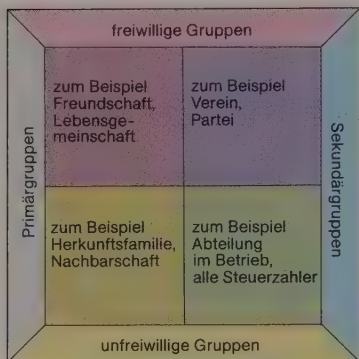 freiwillige Gruppen
Primärgruppen
zum Beispiel
Freundschaft,
Lebensge-
meinschaft
zum Beispiel
Verein,
Partei
Sekundärgruppen
zum Beispiel
Herkunftsfamilie,
Nachbarschaft
zum Beispiel
Abteilung
im Betrieb,
alle Steuerzahler
unfreiwillige Gruppen